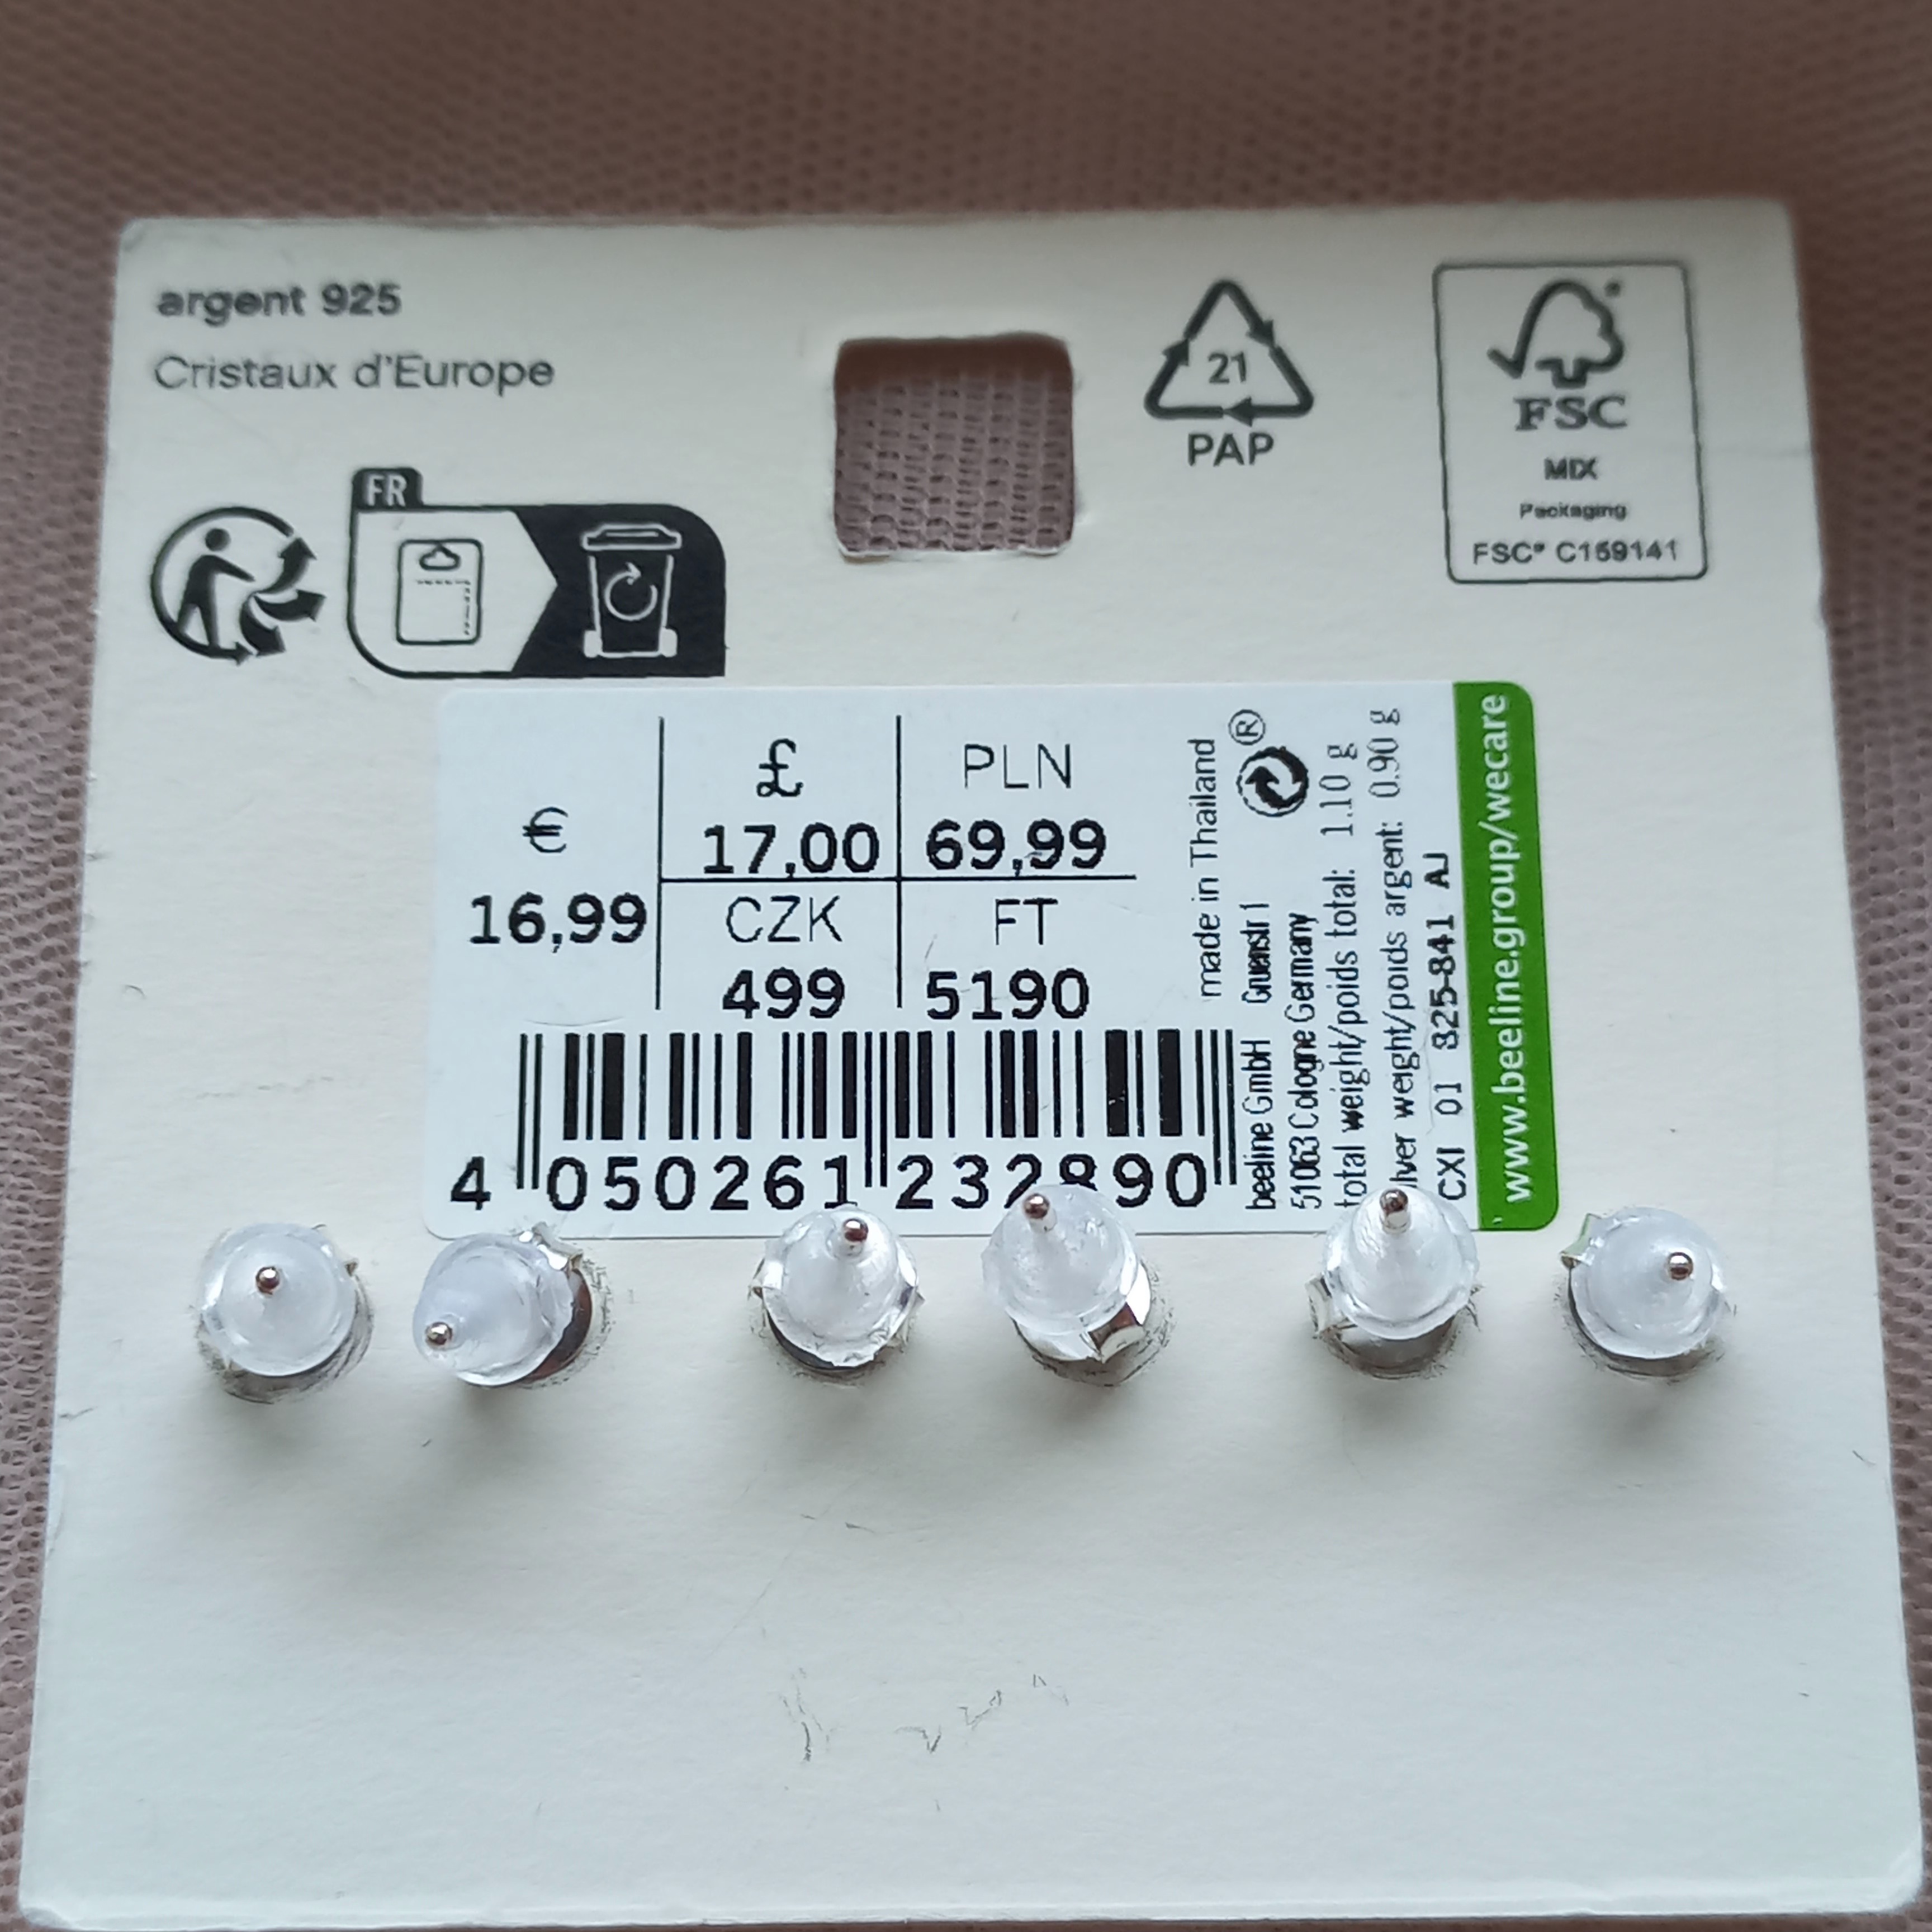 argent 925
Cristaux d'Europe
FR
21
PAP
FSC
MIX
Packaging
FSC® C159141
€
16,99
£
17,00
PLN
69,99
CZK
499
FT
5190
4 050261 232890
made in Thailand
beeline GmbH Gruenstr 1
51063 Cologne Germany
total weight/poids total: 1.10 g
weight/poids argent: 0.90 g
CXI 01 325-841 AJ
www.beeline.group/wecare